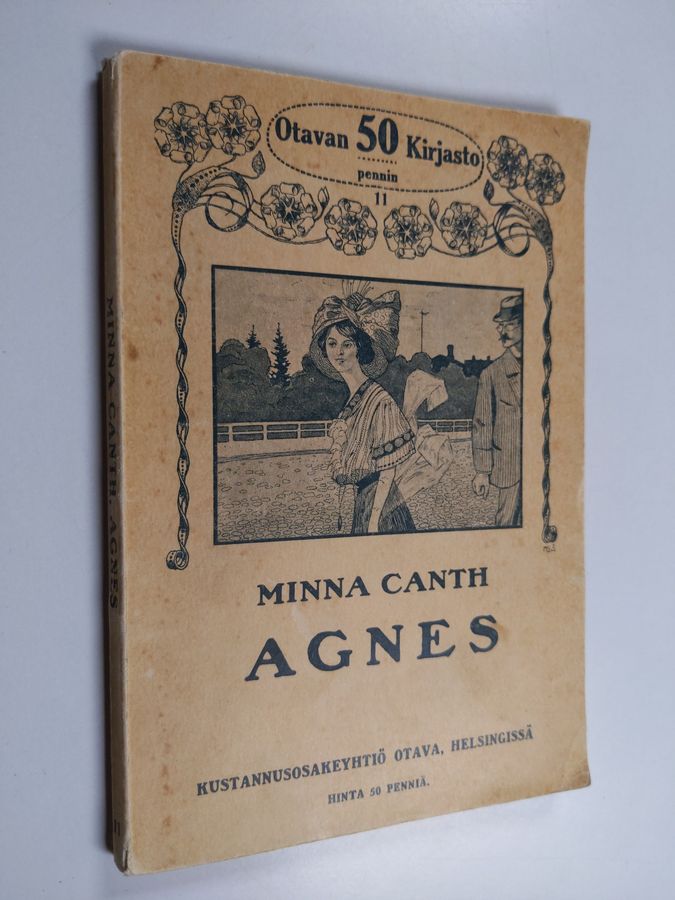 Otavan 50 Kirjasto
pennin
11
MINNA CANTH
AGNES
KUSTANNUSOSAKEYHTIÖ OTAVA, HELSINGISSÄ
HINTA 50 PENNIÄ.
MINNA CANTH, AGNES
11